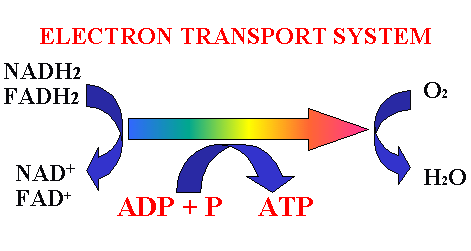 ELECTRON TRANSPORT SYSTEM
NADH2
FADH2
O2
NAD+
FAD+
H2O
ADP + P
ATP